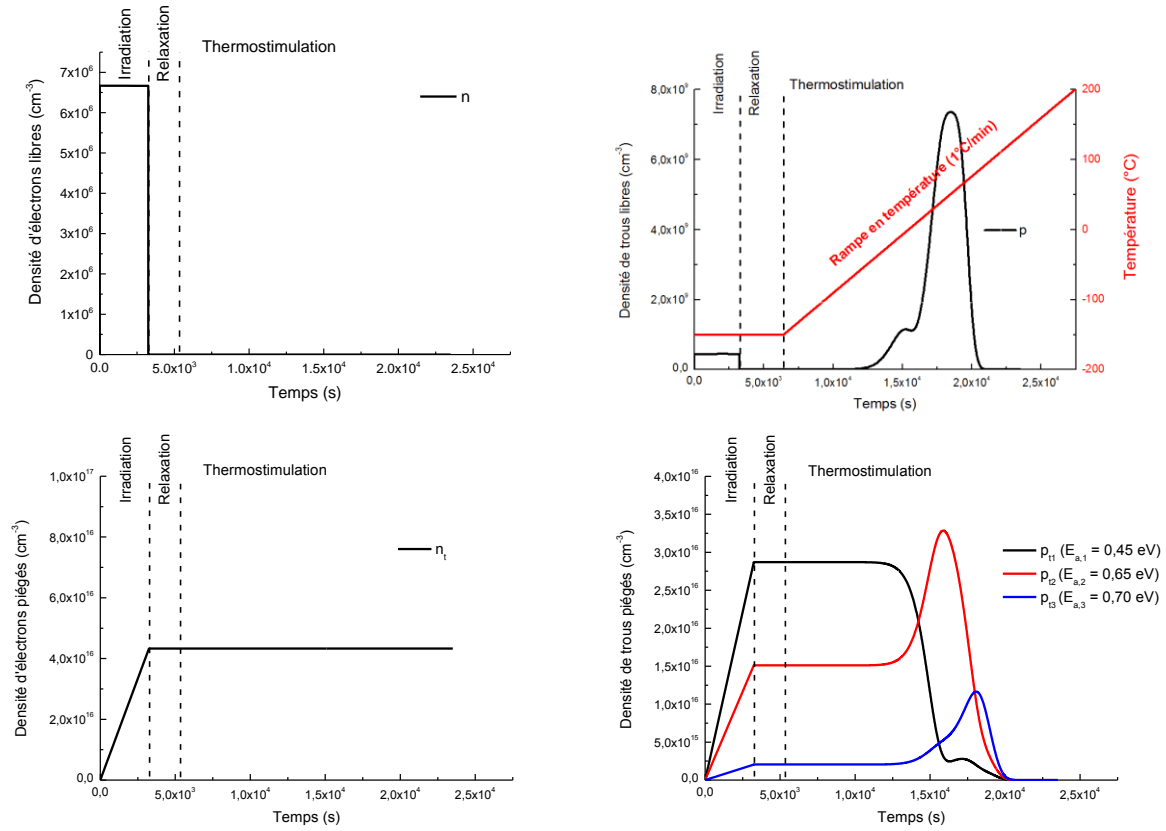 Irradiation
Relaxation
Thermostimulation
7x10⁶
6x10⁶
5x10⁶
4x10⁶
3x10⁶
2x10⁶
1x10⁶
0
Densité d'électrons libres (cm⁻³)
n
0,0
5,0x10³
1,0x10⁴
1,5x10⁴
2,0x10⁴
2,5x10⁴
Temps (s)
Irradiation
Relaxation
Thermostimulation
8,0x10⁹
6,0x10⁹
4,0x10⁹
2,0x10⁹
0,0
Densité de trous libres (cm⁻³)
Rampe en température (1°C/min)
p
200
100
0
-100
-200
Température (°C)
0,0
5,0x10³
1,0x10⁴
1,5x10⁴
2,0x10⁴
2,5x10⁴
Temps (s)
Irradiation
Relaxation
Thermostimulation
1,0x10¹⁷
8,0x10¹⁶
6,0x10¹⁶
4,0x10¹⁶
2,0x10¹⁶
0,0
Densité d'électrons piégés (cm⁻³)
nₜ
0,0
5,0x10³
1,0x10⁴
1,5x10⁴
2,0x10⁴
2,5x10⁴
Temps (s)
Irradiation
Relaxation
Thermostimulation
4,0x10¹⁶
3,5x10¹⁶
3,0x10¹⁶
2,5x10¹⁶
2,0x10¹⁶
1,5x10¹⁶
1,0x10¹⁶
5,0x10¹⁵
0,0
Densité de trous piégés (cm⁻³)
p_t1 (E_a,1 = 0,45 eV)
p_t2 (E_a,2 = 0,65 eV)
p_t3 (E_a,3 = 0,70 eV)
0,0
5,0x10³
1,0x10⁴
1,5x10⁴
2,0x10⁴
2,5x10⁴
Temps (s)